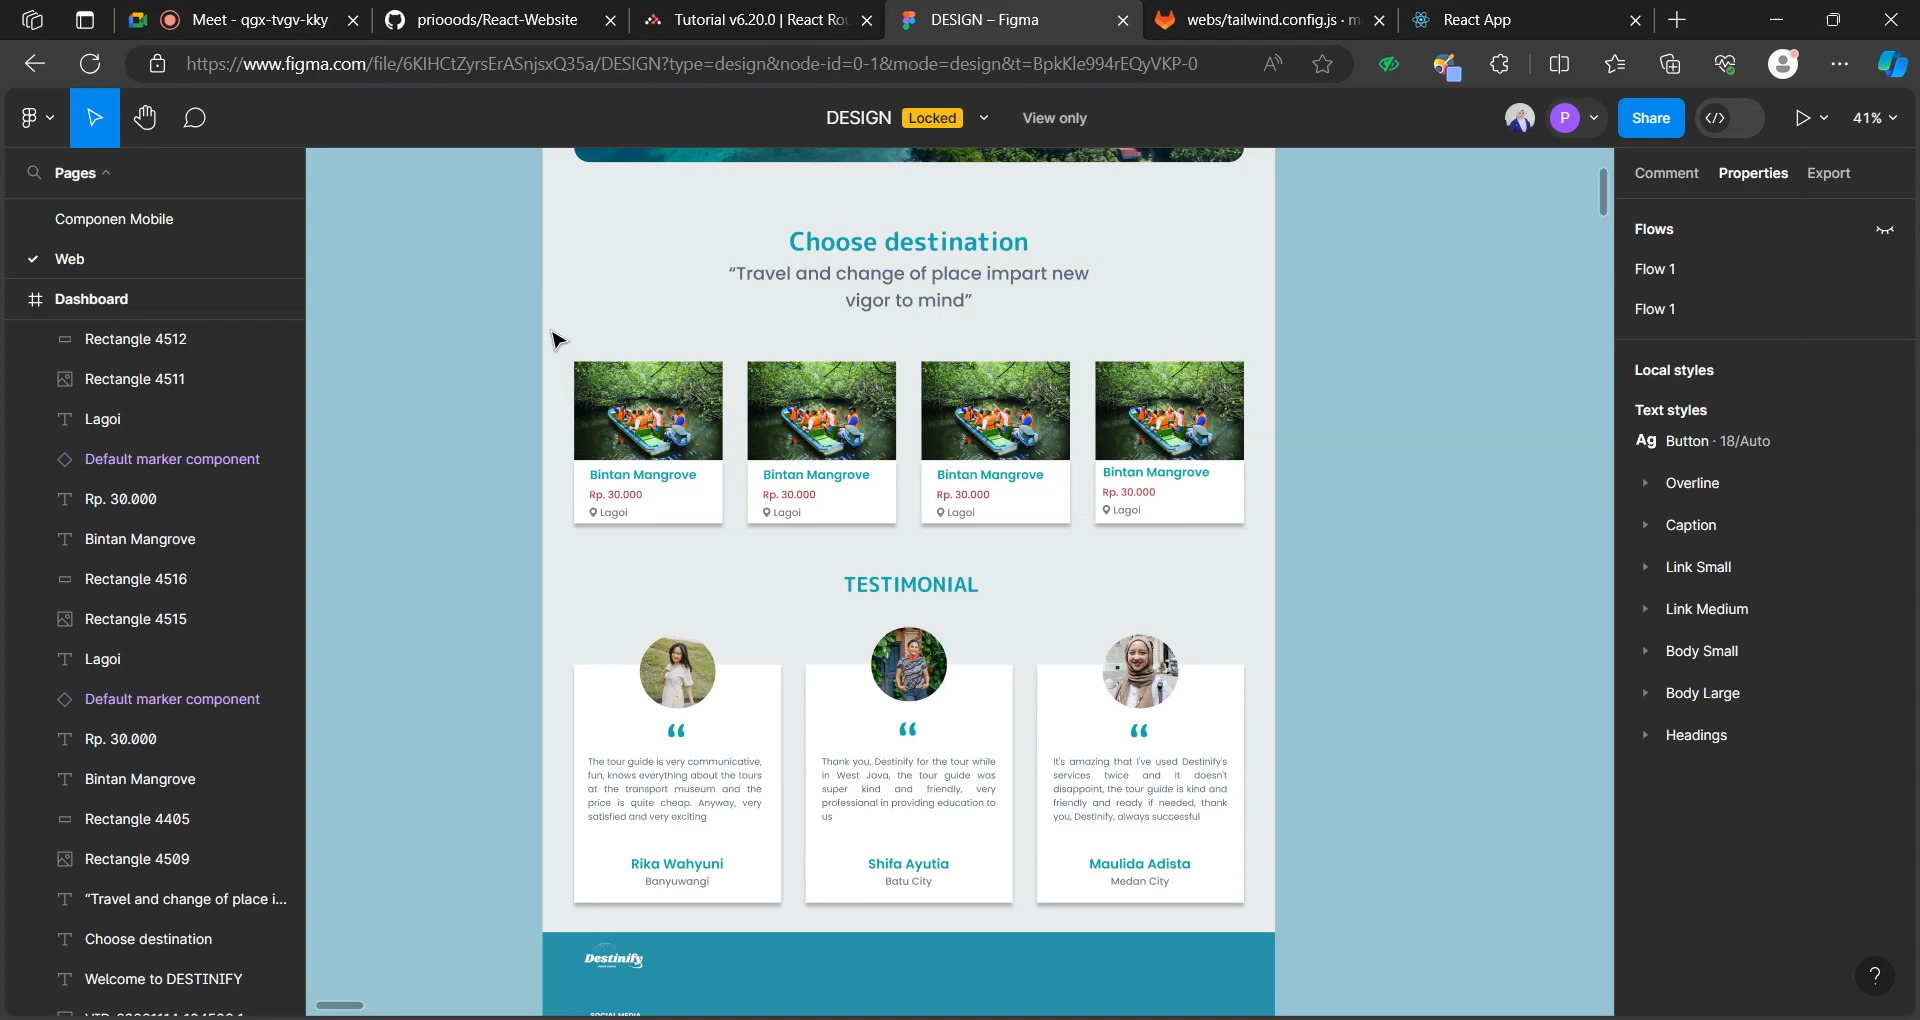 Meet - qgx-tvgv-kky
priooods/React-Website
Tutorial v6.20.0 | React Ro
DESIGN – Figma
webs/tailwind.config.js · m
React App
https://www.figma.com/file/6KIHCtZyrsErASnjsxQ35a/DESIGN?type=design&node-id=0-1&mode=design&t=BpkKle994rEQyVKP-0
DESIGN Locked
View only
P
Share
41%
Pages
Componen Mobile
Web
Dashboard
Rectangle 4512
Rectangle 4511
Lagoi
Default marker component
Rp. 30.000
Bintan Mangrove
Rectangle 4516
Rectangle 4515
Lagoi
Default marker component
Rp. 30.000
Bintan Mangrove
Rectangle 4405
Rectangle 4509
“Travel and change of place i...
Choose destination
Welcome to DESTINIFY
Choose destination
“Travel and change of place impart new
vigor to mind”
Bintan Mangrove
Rp. 30.000
Lagoi
Bintan Mangrove
Rp. 30.000
Lagoi
Bintan Mangrove
Rp. 30.000
Lagoi
Bintan Mangrove
Rp. 30.000
Lagoi
TESTIMONIAL
“
The tour guide is very communicative,
fun, knows everything about the tours
at the transport museum and the
price is quite cheap. Anyway, very
satisfied and very exciting
Rika Wahyuni
Banyuwangi
“
Thank you, Destinify for the tour while
in West Java, the tour guide was
super kind and friendly, very
professional in providing education to
us
Shifa Ayutia
Batu City
“
It's amazing that I've used Destinify's
services twice and it doesn't
disappoint, the tour guide is kind and
friendly and ready if needed, thank
you, Destinify, always successful
Maulida Adista
Medan City
Destinify
SOCIAL MEDIA
Comment
Properties
Export
Flows
Flow 1
Flow 1
Local styles
Text styles
Ag Button · 18/Auto
Overline
Caption
Link Small
Link Medium
Body Small
Body Large
Headings
?